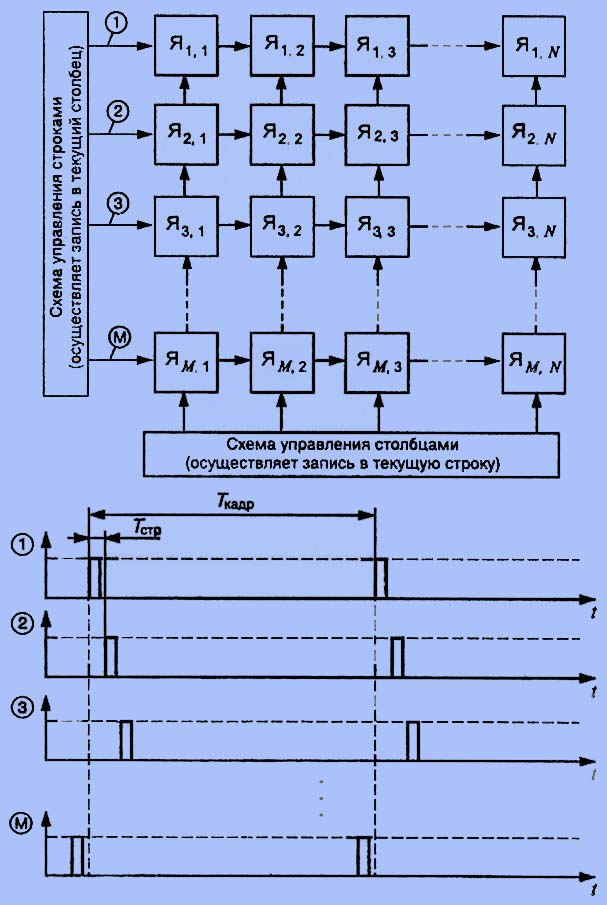 Схема управления строками
(осуществляет запись в текущий столбец)
1 Я1, 1 Я1, 2 Я1, 3 Я1, N
2 Я2, 1 Я2, 2 Я2, 3 Я2, N
3 Я3, 1 Я3, 2 Я3, 3 Я3, N
M ЯM, 1 ЯM, 2 ЯM, 3 ЯM, N
Схема управления столбцами
(осуществляет запись в текущую строку)
Tкадр
Tстр
1
t
2
t
3
t
M
t